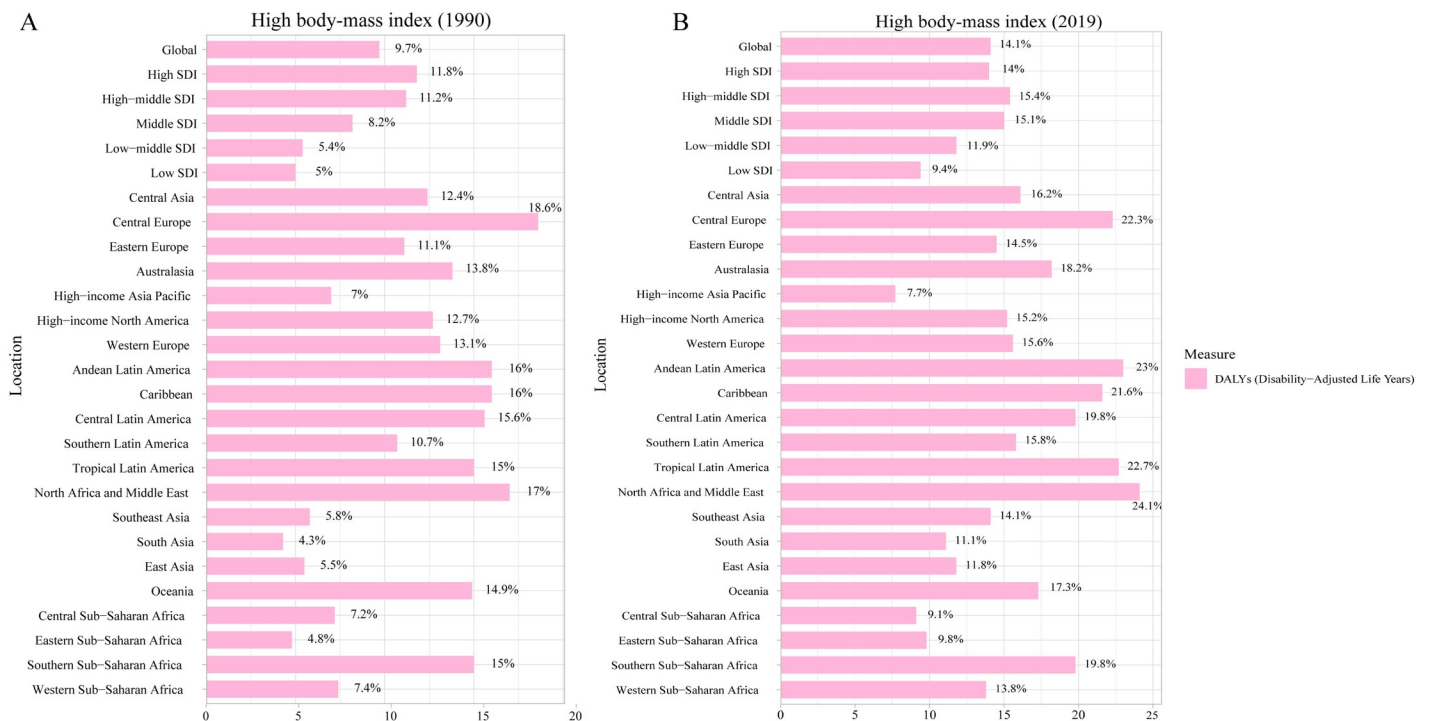 A
High body−mass index (1990)
Global 9.7%
High SDI 11.8%
High−middle SDI 11.2%
Middle SDI 8.2%
Low−middle SDI 5.4%
Low SDI 5%
Central Asia 12.4%
Central Europe 18.6%
Eastern Europe 11.1%
Australasia 13.8%
High−income Asia Pacific 7%
High−income North America 12.7%
Western Europe 13.1%
Andean Latin America 16%
Caribbean 16%
Central Latin America 15.6%
Southern Latin America 10.7%
Tropical Latin America 15%
North Africa and Middle East 17%
Southeast Asia 5.8%
South Asia 4.3%
East Asia 5.5%
Oceania 14.9%
Central Sub−Saharan Africa 7.2%
Eastern Sub−Saharan Africa 4.8%
Southern Sub−Saharan Africa 15%
Western Sub−Saharan Africa 7.4%
0 5 10 15 20
Location
B
High body−mass index (2019)
Global 14.1%
High SDI 14%
High−middle SDI 15.4%
Middle SDI 15.1%
Low−middle SDI 11.9%
Low SDI 9.4%
Central Asia 16.2%
Central Europe 22.3%
Eastern Europe 14.5%
Australasia 18.2%
High−income Asia Pacific 7.7%
High−income North America 15.2%
Western Europe 15.6%
Andean Latin America 23%
Caribbean 21.6%
Central Latin America 19.8%
Southern Latin America 15.8%
Tropical Latin America 22.7%
North Africa and Middle East 24.1%
Southeast Asia 14.1%
South Asia 11.1%
East Asia 11.8%
Oceania 17.3%
Central Sub−Saharan Africa 9.1%
Eastern Sub−Saharan Africa 9.8%
Southern Sub−Saharan Africa 19.8%
Western Sub−Saharan Africa 13.8%
0 5 10 15 20 25
Location
Measure
DALYs (Disability−Adjusted Life Years)